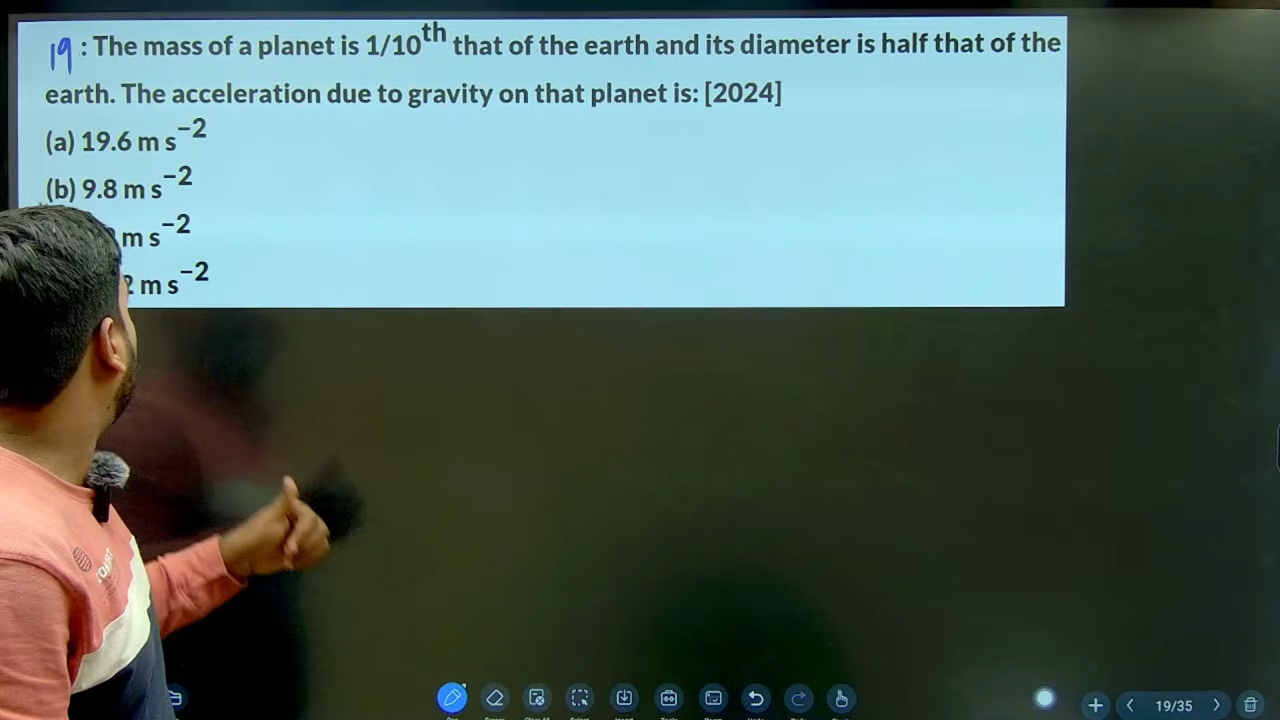 19 : The mass of a planet is 1/10th that of the earth and its diameter is half that of the
earth. The acceleration due to gravity on that planet is: [2024]
(a) 19.6 m s−2
(b) 9.8 m s−2
m s−2
m s−2
19/35